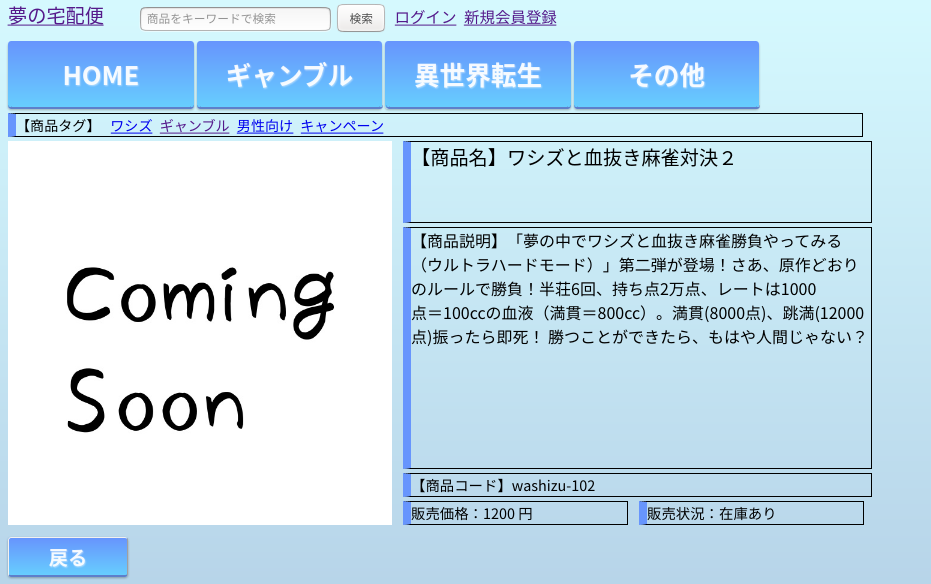 夢の宅配便 商品をキーワードで検索 検索 ログイン 新規会員登録
HOME ギャンブル 異世界転生 その他
【商品タグ】 ワシズ ギャンブル 男性向け キャンペーン
Coming
Soon
【商品名】ワシズと血抜き麻雀対決２
【商品説明】「夢の中でワシズと血抜き麻雀勝負やってみる
（ウルトラハードモード）」第二弾が登場！さあ、原作どおり
のルールで勝負！半荘6回、持ち点2万点、レートは1000
点＝100ccの血液（満貫＝800cc）。満貫(8000点)、跳満(12000
点)振ったら即死！ 勝つことができたら、もはや人間じゃない？
【商品コード】washizu-102
販売価格：1200 円 販売状況：在庫あり
戻る